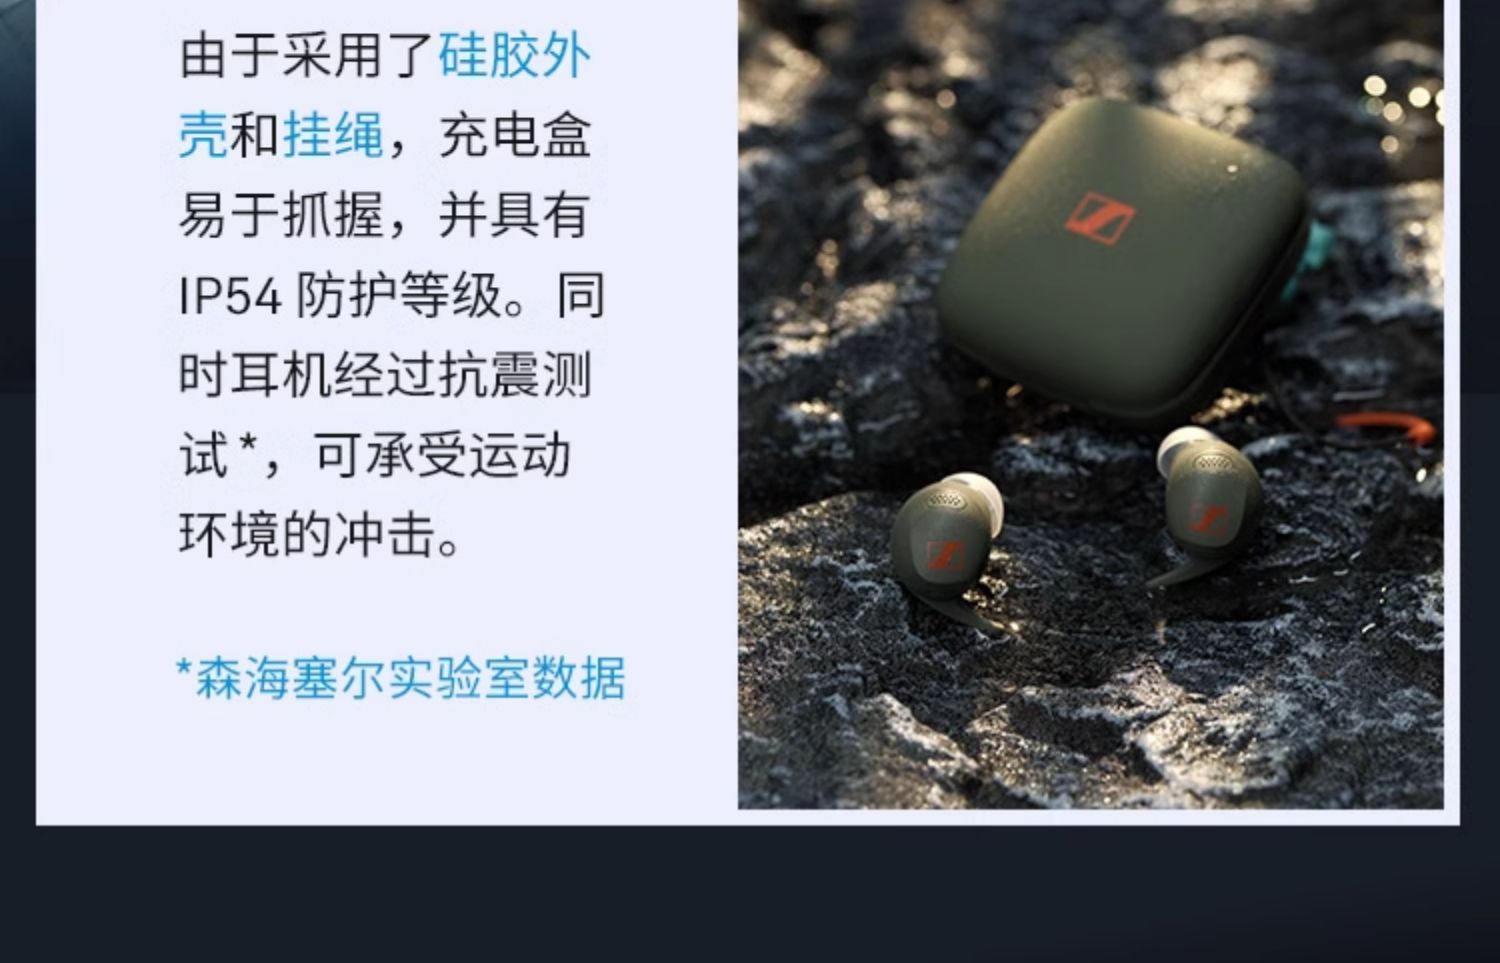 由于采用了硅胶外
壳和挂绳，充电盒
易于抓握，并具有
IP54 防护等级。同
时耳机经过抗震测
试*，可承受运动
环境的冲击。
*森海塞尔实验室数据